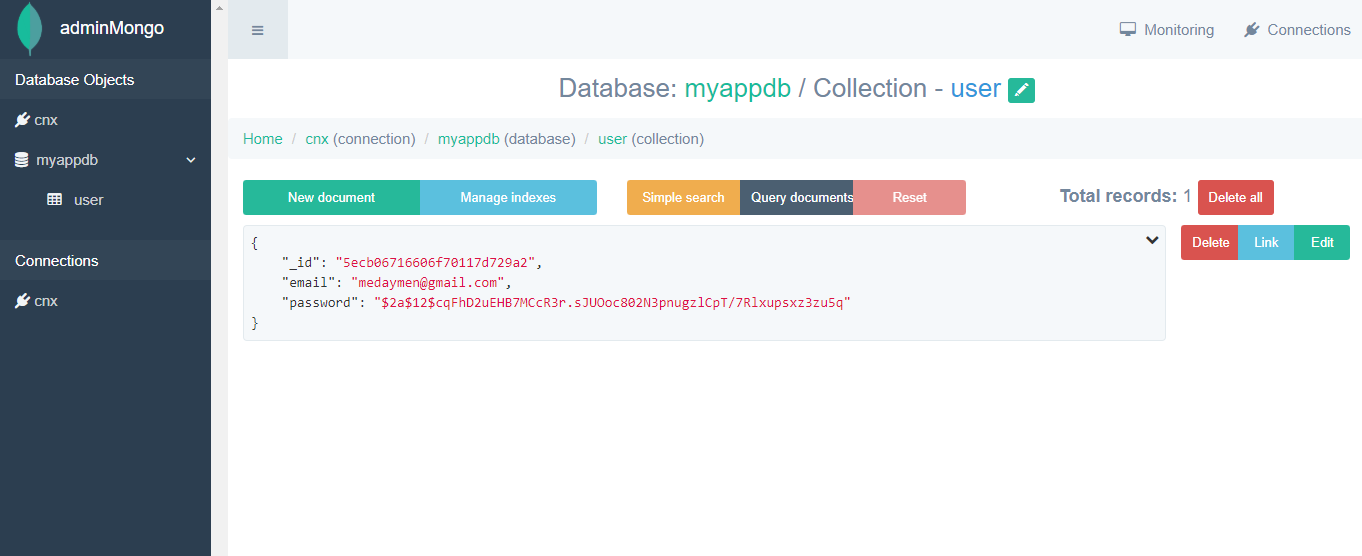 adminMongo
Monitoring Connections
Database Objects
cnx
myappdb
user
Connections
cnx
Database: myappdb / Collection - user
Home / cnx (connection) / myappdb (database) / user (collection)
New document Manage indexes Simple search Query documents Reset Total records: 1 Delete all
{
"_id": "5ecb06716606f70117d729a2",
"email": "medaymen@gmail.com",
"password": "$2a$12$cqFhD2uEHB7MCcR3r.sJUOoc802N3pnugzlCpT/7Rlxupsxz3zu5q"
}
Delete Link Edit